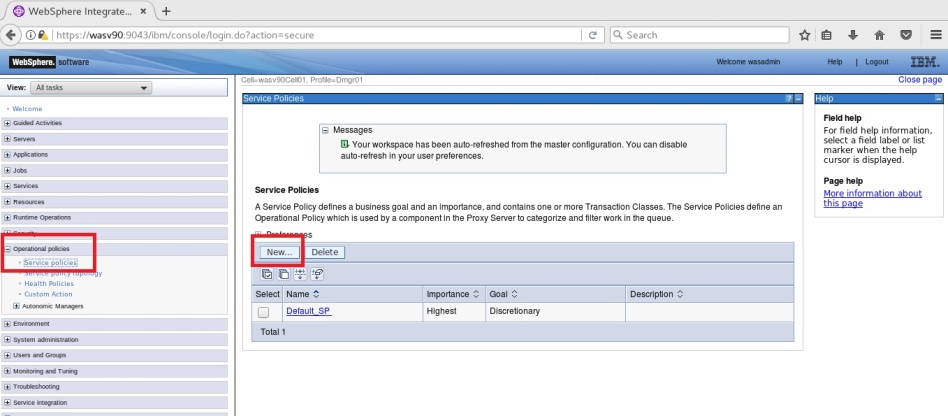 WebSphere Integrate...
https://wasv90:9043/ibm/console/login.do?action=secure
Search
WebSphere. software
Welcome wasadmin
Help | Logout
IBM.
View: All tasks
Cell=wasv90Cell01, Profile=Dmgr01
Close page
Welcome
Guided Activities
Servers
Applications
Jobs
Services
Resources
Runtime Operations
Security
Operational policies
Service policies
Service policy topology
Health Policies
Custom Action
Autonomic Managers
Environment
System administration
Users and Groups
Monitoring and Tuning
Troubleshooting
Service integration
Service Policies
Messages
Your workspace has been auto-refreshed from the master configuration. You can disable
auto-refresh in your user preferences.
Service Policies
A Service Policy defines a business goal and an importance, and contains one or more Transaction Classes. The Service Policies define an
Operational Policy which is used by a component in the Proxy Server to categorize and filter work in the queue.
Preferences
New... Delete
Select Name Importance Goal Description
Default_SP Highest Discretionary
Total 1
Help
Field help
For field help information,
select a field label or list
marker when the help
cursor is displayed.
Page help
More information about
this page